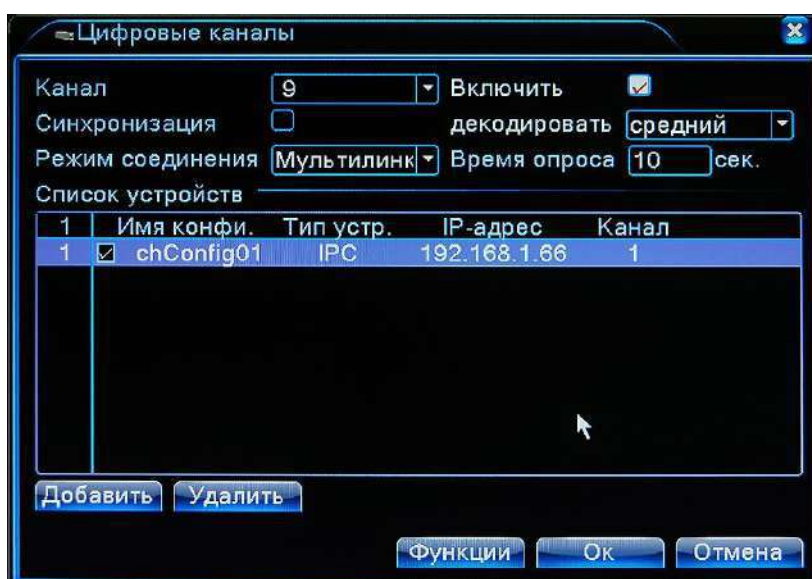 Цифровые каналы
Канал 9 Включить
Синхронизация декодировать средний
Режим соединения Мультилинк Время опроса 10 сек.
Список устройств
1 Имя конфи. Тип устр. IP-адрес Канал
1 chConfig01 IPC 192.168.1.66 1
Добавить Удалить
Функции Ок Отмена